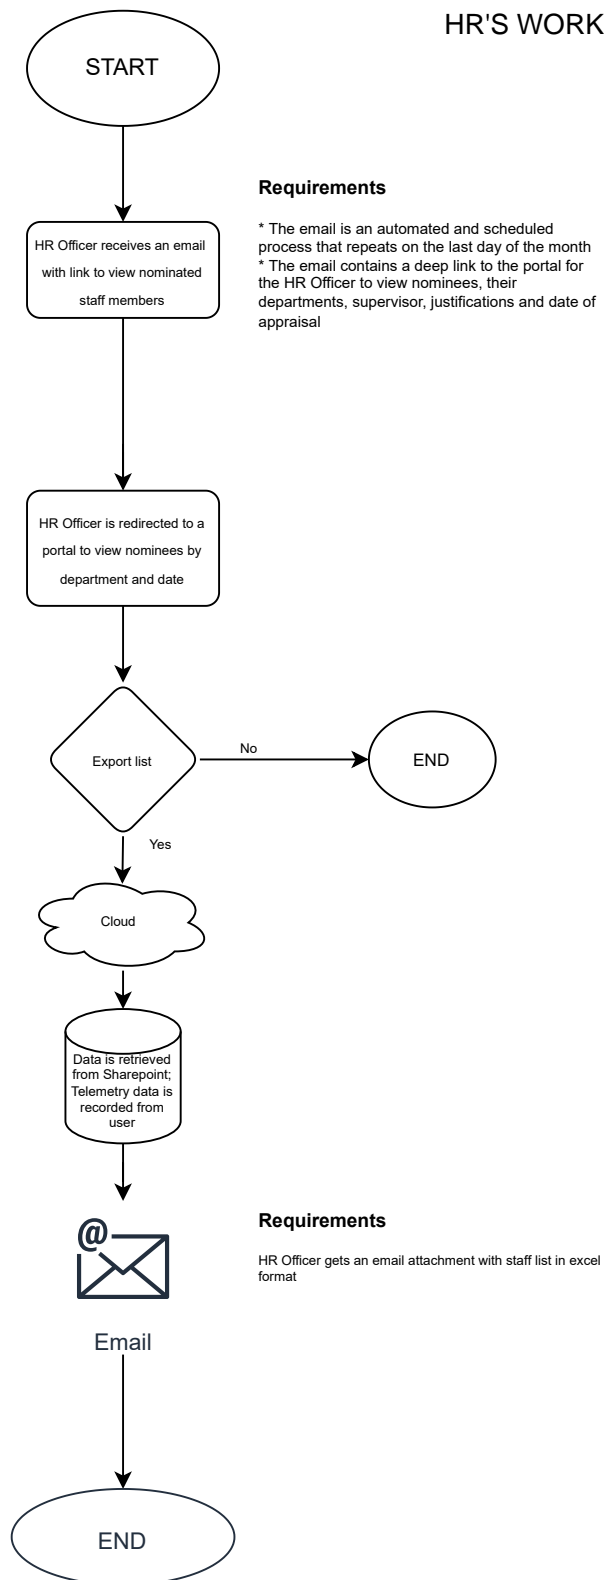 HR'S WORK
START
Requirements
* The email is an automated and scheduled
process that repeats on the last day of the month
* The email contains a deep link to the portal for
the HR Officer to view nominees, their
departments, supervisor, justifications and date of
appraisal
HR Officer receives an email
with link to view nominated
staff members
HR Officer is redirected to a
portal to view nominees by
department and date
Export list
No
END
Yes
Cloud
Data is retrieved
from Sharepoint;
Telemetry data is
recorded from
user
@
Requirements
HR Officer gets an email attachment with staff list in excel
format
Email
END